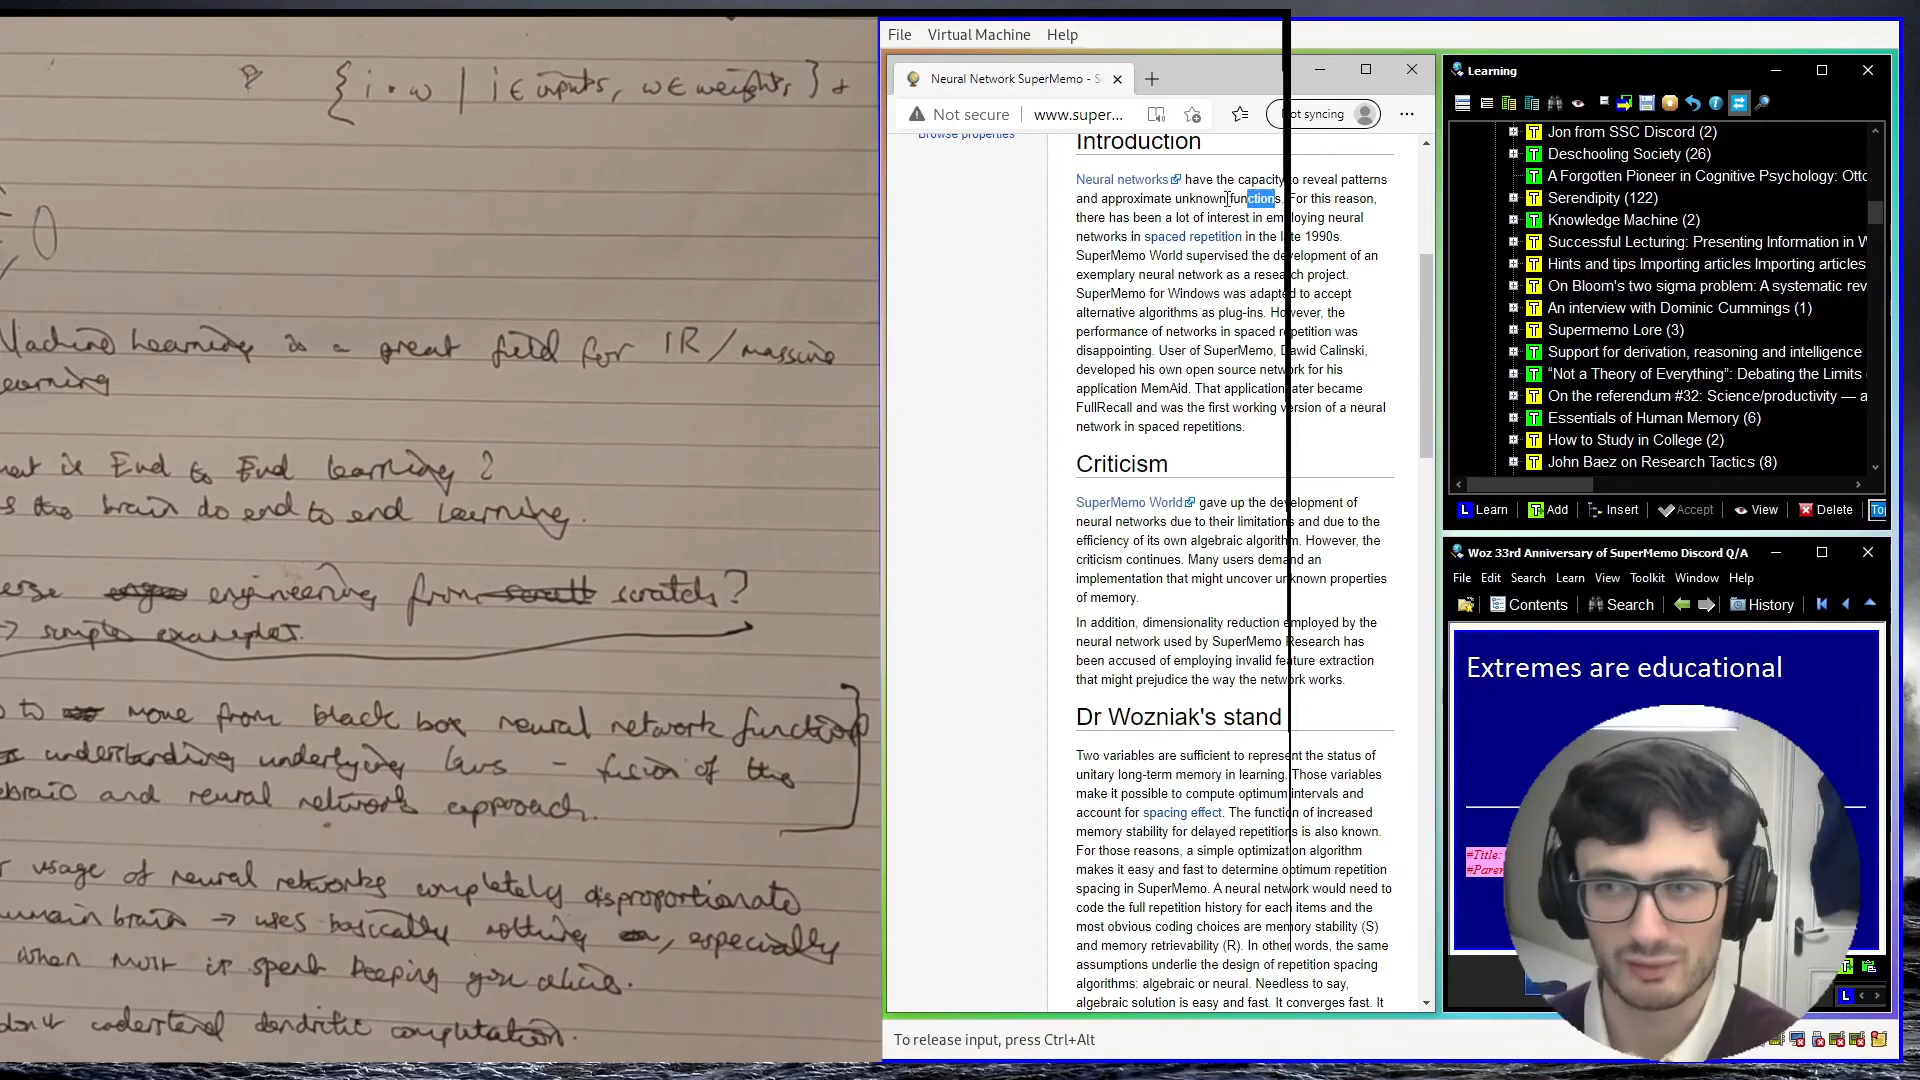 { i • w | i ∈ inputs, w ∈ weights } +
Machine Learning is a great field for IR / massive
learning
is End to End learning?
the brain do end to end learning.
engineering from scratch?
→ simple examples.
to move from black box neural network function
understanding underlying laws - fusion of the
and neural network approach.
usage of neural networks completely disproportionate
brain → uses basically nothing , especially
when most is spent keeping you alive.
understand dendritic computation.
File Virtual Machine Help
Neural Network SuperMemo - S
Not secure www.super... ot syncing
Browse properties
Introduction
Neural networks have the capacity to reveal patterns
and approximate unknown functions. For this reason,
there has been a lot of interest in employing neural
networks in spaced repetition in the late 1990s.
SuperMemo World supervised the development of an
exemplary neural network as a research project.
SuperMemo for Windows was adapted to accept
alternative algorithms as plug-ins. However, the
performance of networks in spaced repetition was
disappointing. User of SuperMemo, Dawid Calinski,
developed his own open source network for his
application MemAid. That application later became
FullRecall and was the first working version of a neural
network in spaced repetitions.
Criticism
SuperMemo World gave up the development of
neural networks due to their limitations and due to the
efficiency of its own algebraic algorithm. However, the
criticism continues. Many users demand an
implementation that might uncover unknown properties
of memory.
In addition, dimensionality reduction employed by the
neural network used by SuperMemo Research has
been accused of employing invalid feature extraction
that might prejudice the way the network works.
Dr Wozniak's stand
Two variables are sufficient to represent the status of
unitary long-term memory in learning. Those variables
make it possible to compute optimum intervals and
account for spacing effect. The function of increased
memory stability for delayed repetitions is also known.
For those reasons, a simple optimization algorithm
makes it easy and fast to determine optimum repetition
spacing in SuperMemo. A neural network would need to
code the full repetition history for each items and the
most obvious coding choices are memory stability (S)
and memory retrievability (R). In other words, the same
assumptions underlie the design of repetition spacing
algorithms: algebraic or neural. Needless to say,
algebraic solution is easy and fast. It converges fast. It
To release input, press Ctrl+Alt
Learning
Jon from SSC Discord (2)
Deschooling Society (26)
A Forgotten Pioneer in Cognitive Psychology: Otto
Serendipity (122)
Knowledge Machine (2)
Successful Lecturing: Presenting Information in W
Hints and tips Importing articles Importing articles
On Bloom's two sigma problem: A systematic rev
An interview with Dominic Cummings (1)
Supermemo Lore (3)
Support for derivation, reasoning and intelligence
“Not a Theory of Everything”: Debating the Limits
On the referendum #32: Science/productivity — a
Essentials of Human Memory (6)
How to Study in College (2)
John Baez on Research Tactics (8)
Learn Add Insert Accept View Delete To
Woz 33rd Anniversary of SuperMemo Discord Q/A
File Edit Search Learn View Toolkit Window Help
Contents Search History
Extremes are educational
#Title:
#Paren